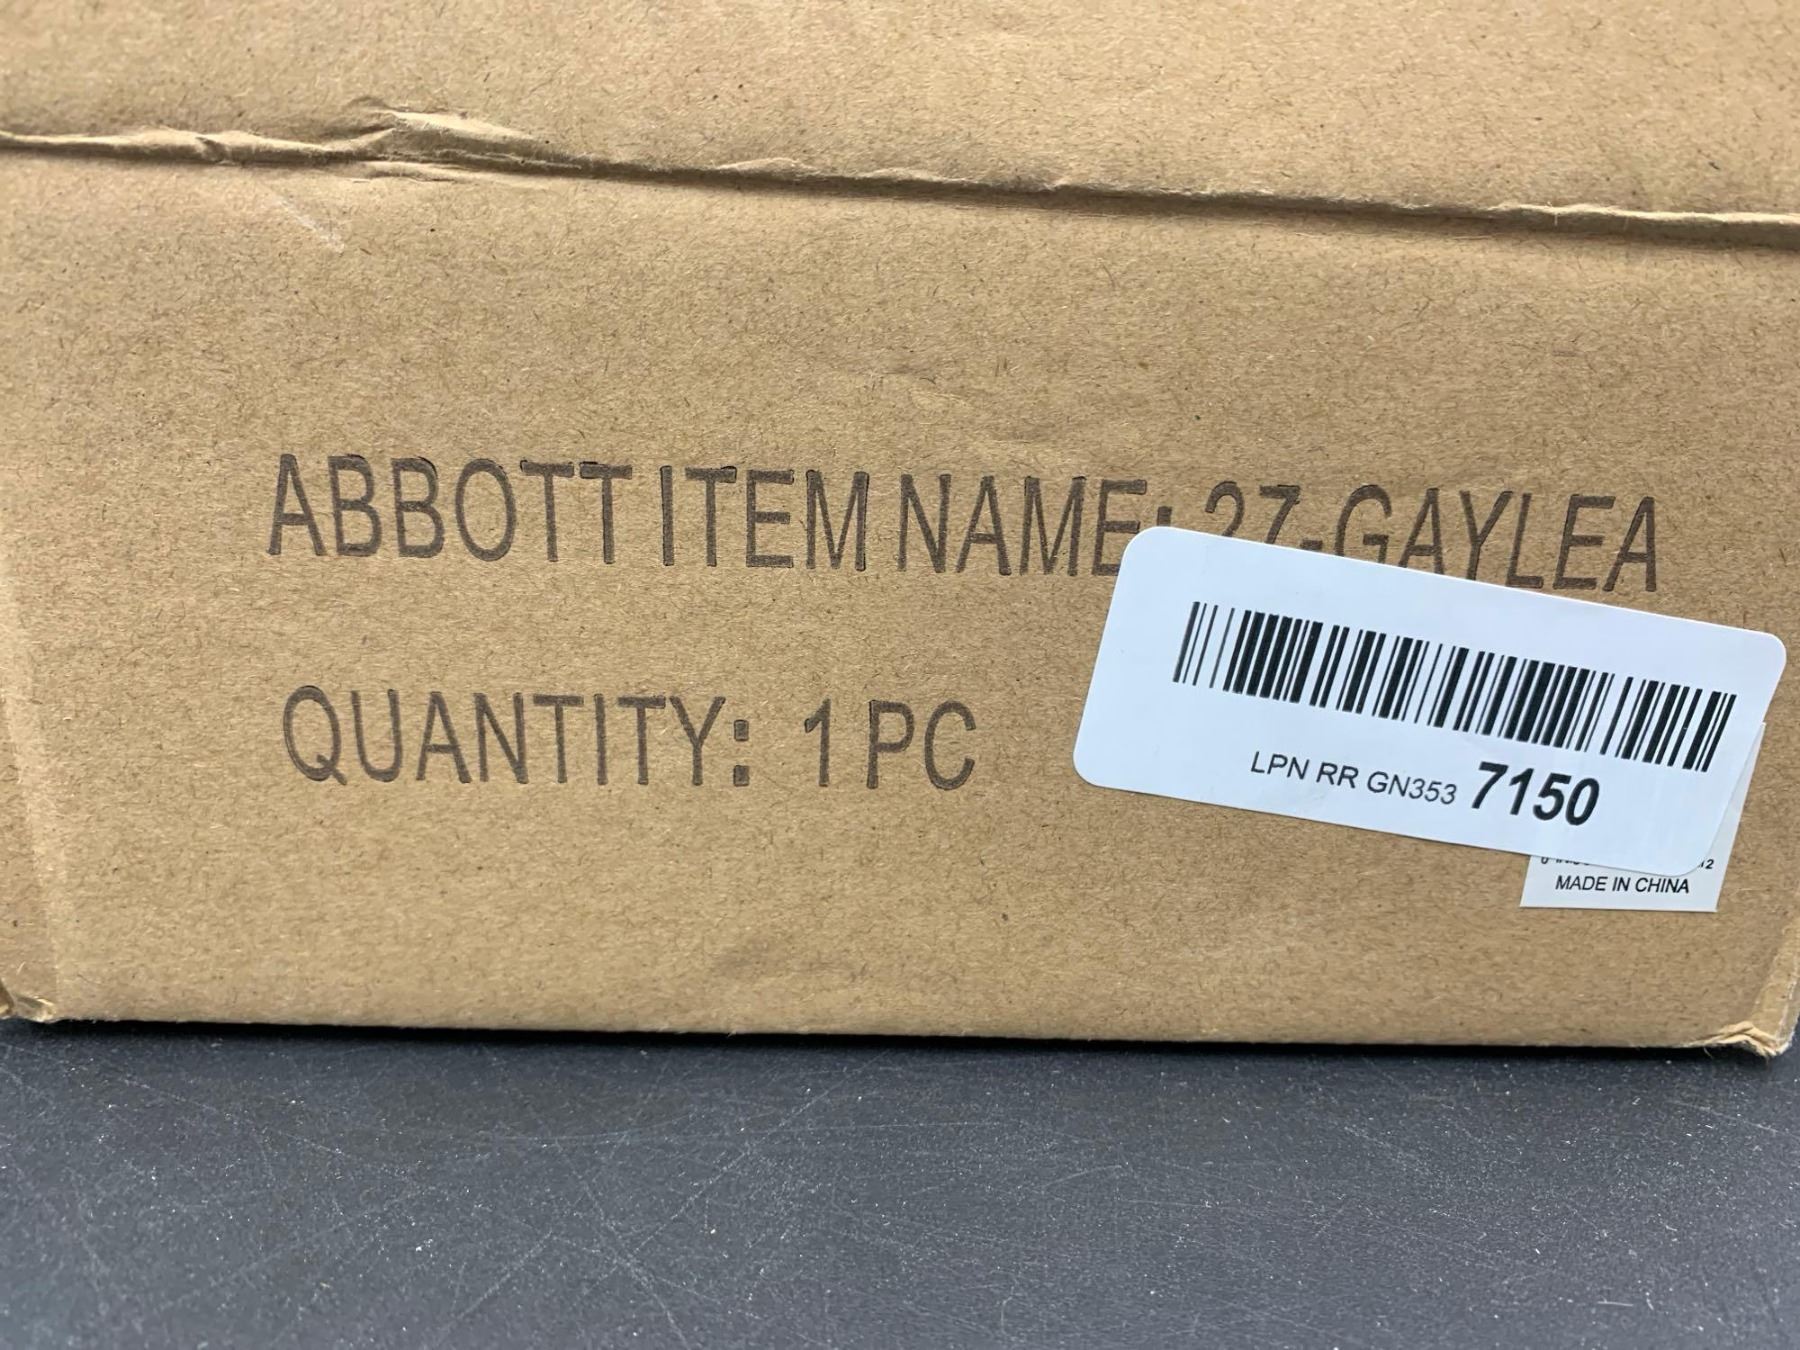 ABBOTT ITEM NAME: 27-GAYLEA
QUANTITY: 1 PC
LPN RR GN353 7150
MADE IN CHINA